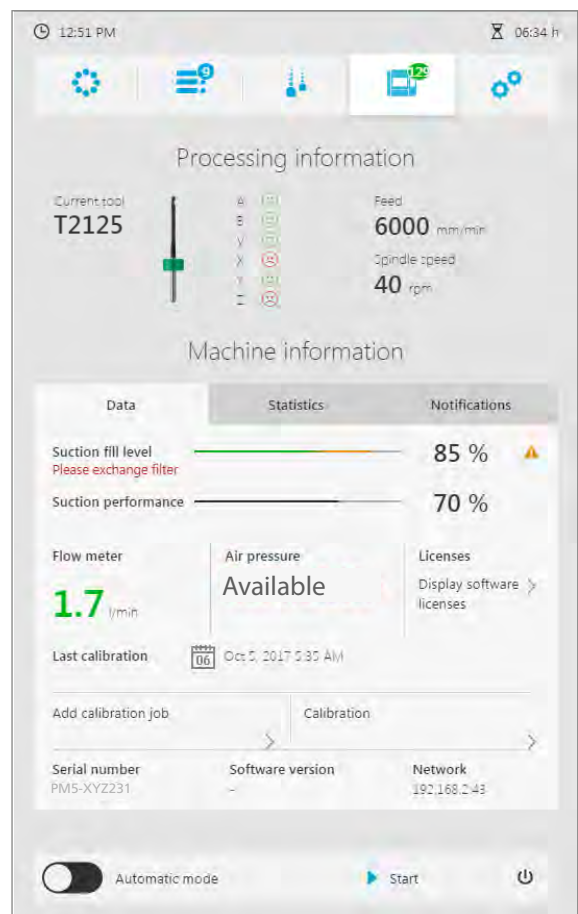 12:51 PM
06:34 h
9
129
Processing information
Current tool
T2125
A
B
Feed
6000 mm/min
X
Spindle speed
Y
40 rpm
Z
Machine information
Data
Statistics
Notifications
Suction fill level
85 %
Please exchange filter
Suction performance
70 %
Flow meter
Air pressure
Licenses
Available
Display software
licenses
1.7 l/min
Last calibration
06
Oct 5, 2017 5:35 AM
Add calibration job
Calibration
Serial number
Software version
Network
PM5-XYZ231
-
192.168.2.43
Automatic mode
Start